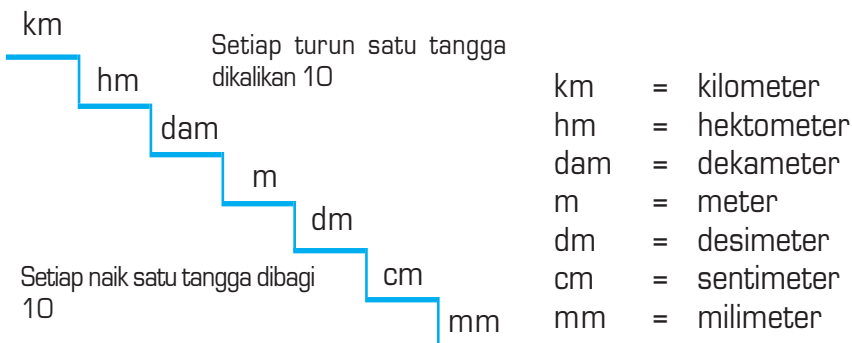 km
Setiap turun satu tangga
dikalikan 10
hm
dam
m
dm
cm
mm
Setiap naik satu tangga dibagi
10
km = kilometer
hm = hektometer
dam = dekameter
m = meter
dm = desimeter
cm = sentimeter
mm = milimeter